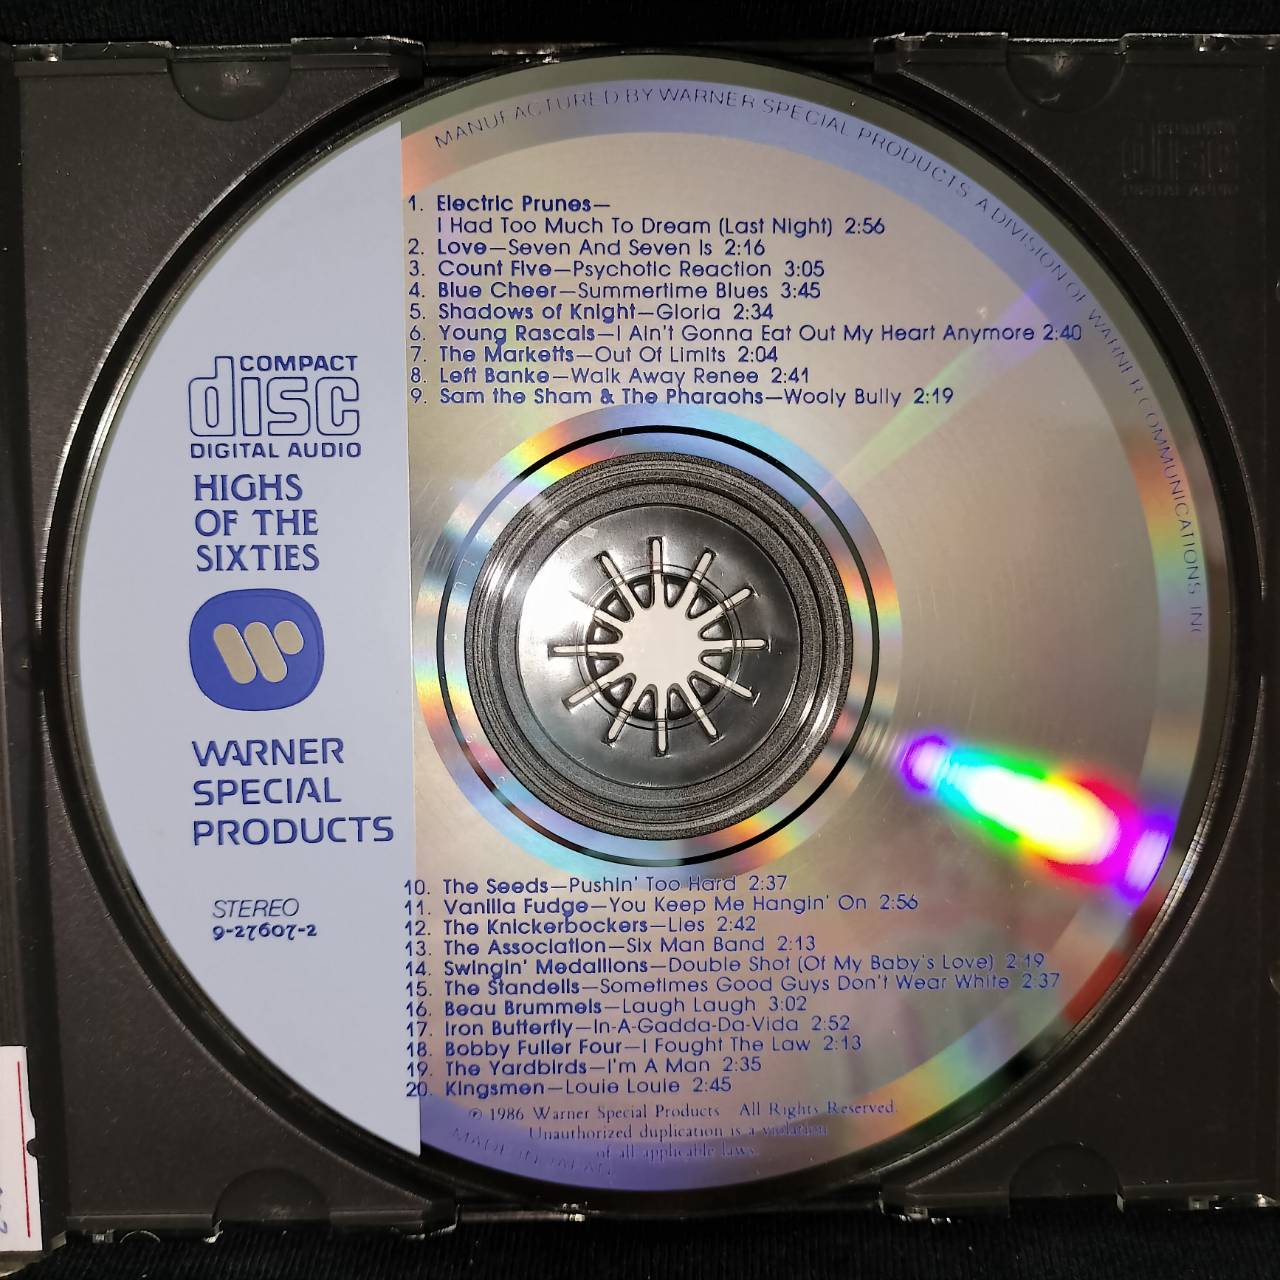 MANUFACTURED BY WARNER SPECIAL PRODUCTS A DIVISION OF WARNER COMMUNICATIONS INC
1. Electric Prunes—
I Had Too Much To Dream (Last Night) 2:56
2. Love—Seven And Seven Is 2:16
3. Count Five—Psychotic Reaction 3:05
4. Blue Cheer—Summertime Blues 3:45
5. Shadows of Knight—Gloria 2:34
6. Young Rascals—I Ain't Gonna Eat Out My Heart Anymore 2:40
7. The Marketts—Out Of Limits 2:04
8. Left Banke—Walk Away Renee 2:41
9. Sam the Sham & The Pharaohs—Wooly Bully 2:19
COMPACT
disc
DIGITAL AUDIO
HIGHS
OF THE
SIXTIES
WARNER
SPECIAL
PRODUCTS
STEREO
9-27607-2
10. The Seeds—Pushin' Too Hard 2:37
11. Vanilla Fudge—You Keep Me Hangin' On 2:56
12. The Knickerbockers—Lies 2:42
13. The Association—Six Man Band 2:13
14. Swingin' Medallions—Double Shot (Of My Baby's Love) 2:19
15. The Standells—Sometimes Good Guys Don't Wear White 2:37
16. Beau Brummels—Laugh Laugh 3:02
17. Iron Butterfly—In-A-Gadda-Da-Vida 2:52
18. Bobby Fuller Four—I Fought The Law 2:13
19. The Yardbirds—I'm A Man 2:35
20. Kingsmen—Louie Louie 2:45
℗ 1986 Warner Special Products All Rights Reserved.
Unauthorized duplication is a violation
of all applicable laws.
MADE IN JAPAN
COMPACT
disc
DIGITAL AUDIO